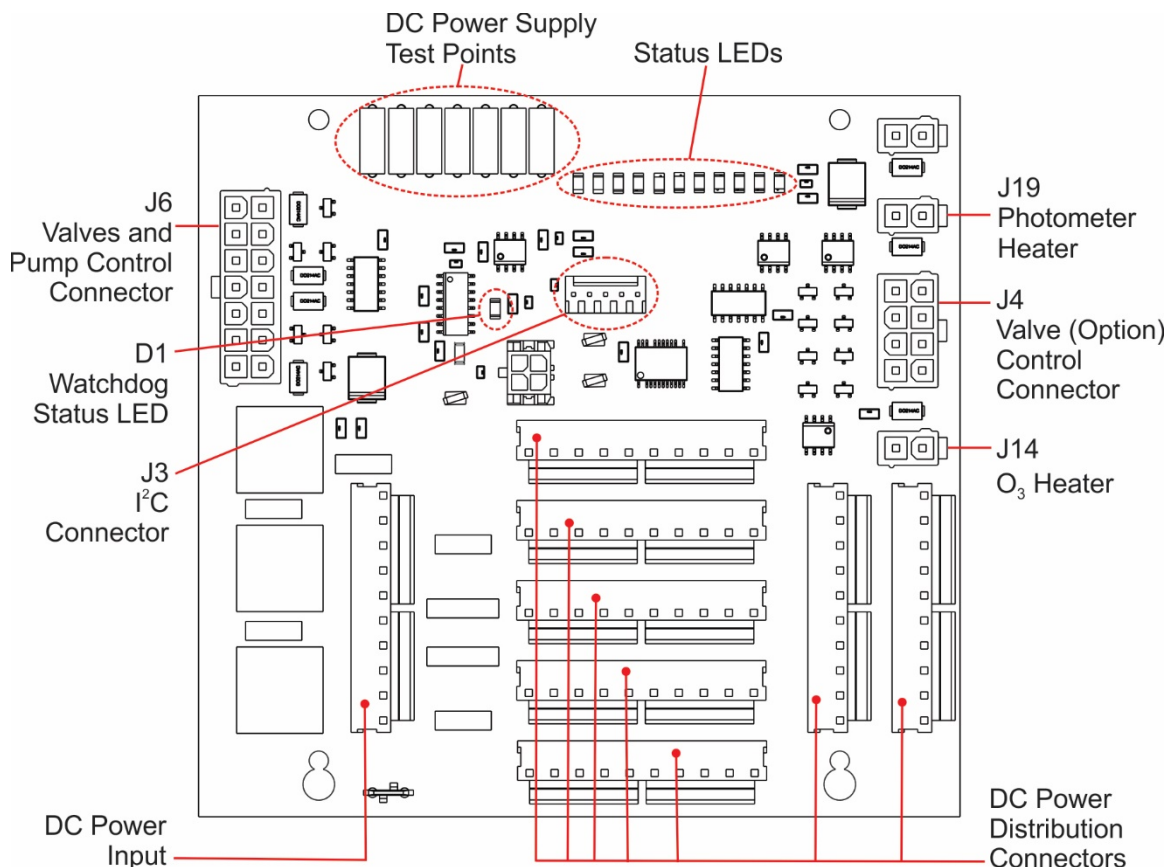 DC Power Supply
Test Points
Status LEDs
J6
Valves and
Pump Control
Connector
D1
Watchdog
Status LED
J3
I²C
Connector
J19
Photometer
Heater
J4
Valve (Option)
Control
Connector
J14
O₃ Heater
DC Power
Input
DC Power
Distribution
Connectors